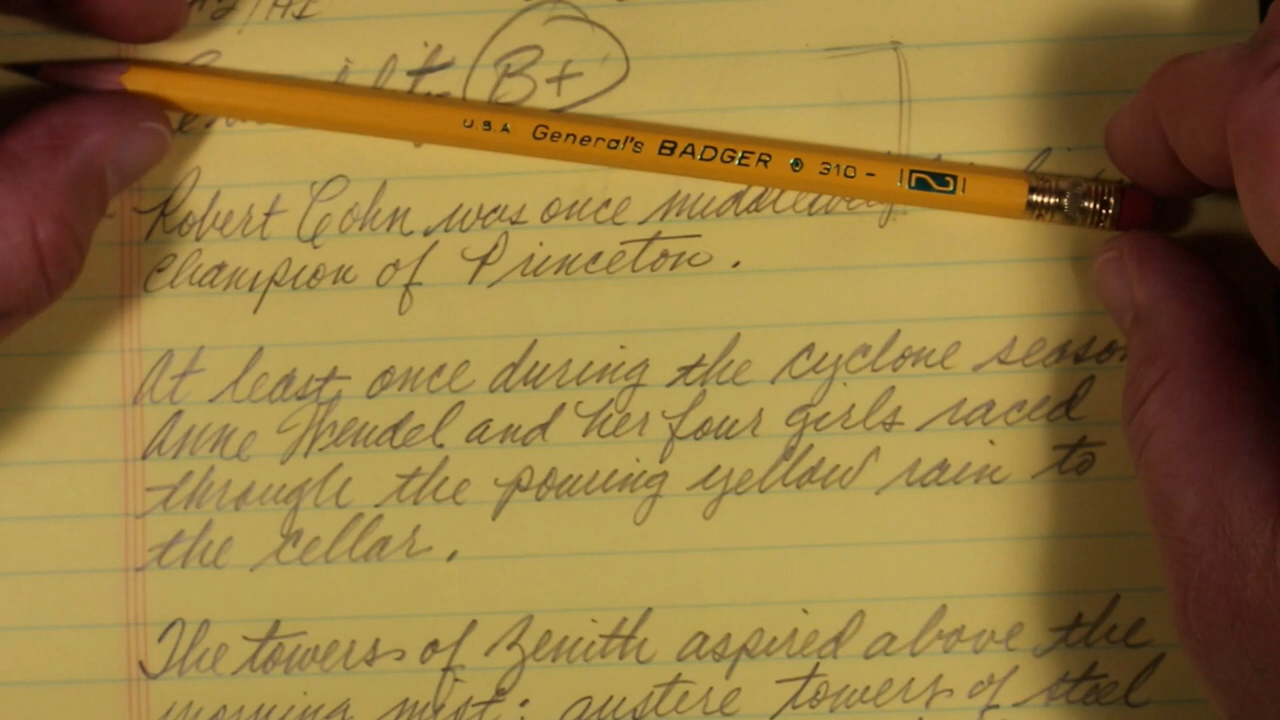 B+
U.S.A General's BADGER 310 - 2
Robert Cohn was once middleweight
champion of Princeton.
At least once during the cyclone season
Anne Wendel and her four girls raced
through the pouring yellow rain to
the cellar.
The towers of Zenith aspired above the
morning mist: austere towers of steel